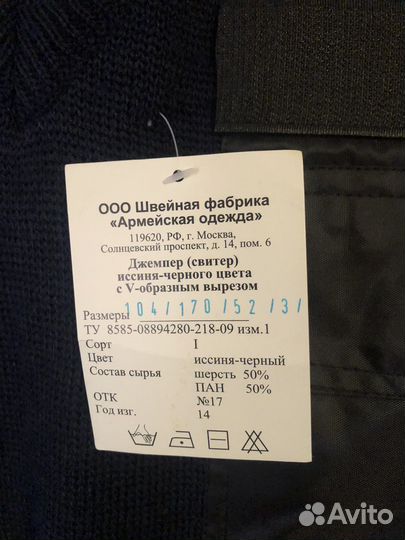 ООО Швейная фабрика
«Армейская одежда»
119620, РФ, г. Москва,
Солнцевский проспект, д. 14, пом. 6
Джемпер (свитер)
иссиня-черного цвета
с V-образным вырезом
Размеры 104/170/52/3/
ТУ 8585-08894280-218-09 изм.1
Сорт I
Цвет иссиня-черный
Состав сырья шерсть 50%
ПАН 50%
ОТК №17
Год изг. 14
Avito